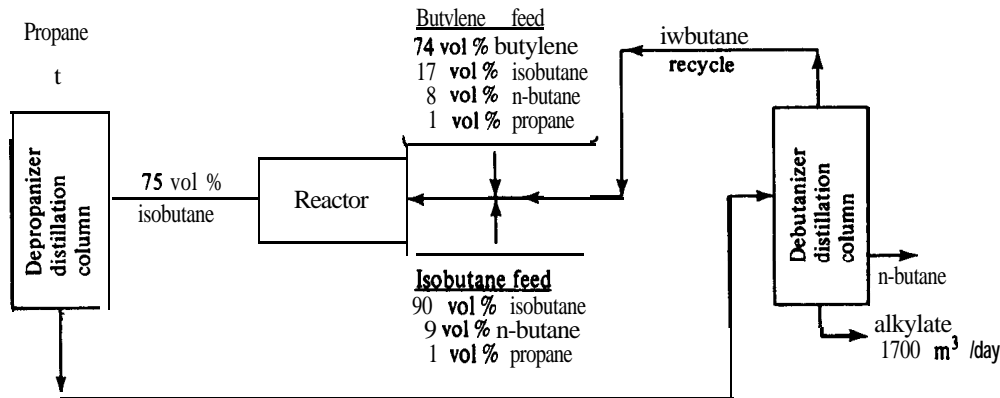 Propane
t
Depropanizer
distillation
column
75 vol %
isobutane
Reactor
Butvlene feed
74 vol % butylene
17 vol % isobutane
8 vol % n-butane
1 vol % propane
Isobutane feed
90 vol % isobutane
9 vol % n-butane
1 vol % propane
iwbutane
recycle
Debutanizer
distillation
column
n-butane
alkylate
1700 m³ /day